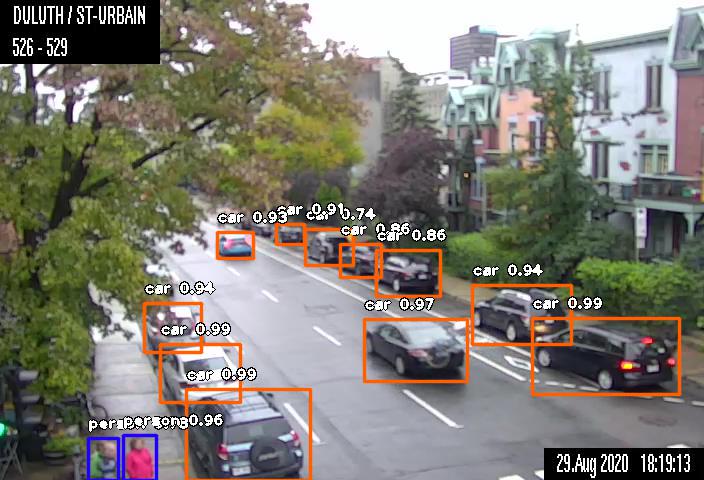 DULUTH / ST-URBAIN
526 - 529
car 0.93
car 0.91
0.74
car 0.86
car 0.86
car 0.94
car 0.99
car 0.97
car 0.94
car 0.99
car 0.99
person 0.96
29.Aug 2020 18:19:13